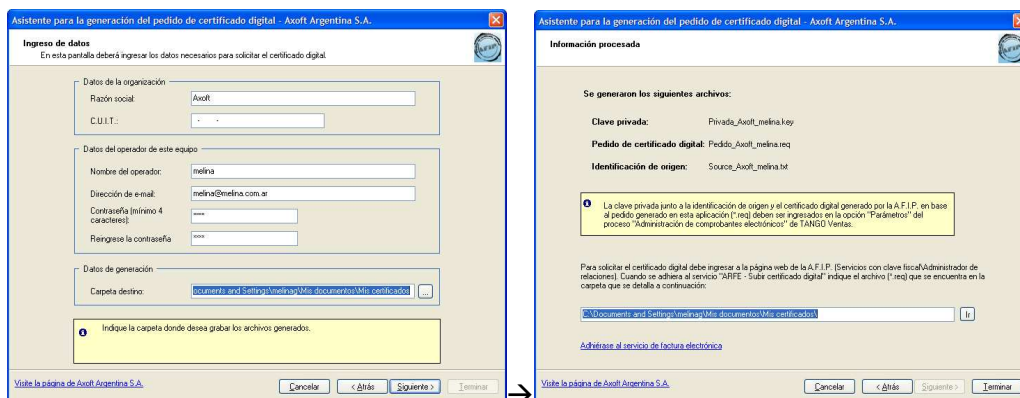 Asistente para la generación del pedido de certificado digital - Axoft Argentina S.A.
Ingreso de datos
En esta pantalla deberá ingresar los datos necesarios para solicitar el certificado digital.
AFIP
Datos de la organización
Razón social: Axoft
C.U.I.T.: - -
Datos del operador de este equipo
Nombre del operador: melina
Dirección de e-mail: melina@melina.com.ar
Contraseña (mínimo 4
caracteres): ****
Reingrese la contraseña ****
Datos de generación
Carpeta destino: ocuments and Settings\melinag\Mis documentos\Mis certificados\ ...
Indique la carpeta donde desea grabar los archivos generados.
Visite la página de Axoft Argentina S.A.
Cancelar < Atrás Siguiente > Terminar
→
Asistente para la generación del pedido de certificado digital - Axoft Argentina S.A.
Información procesada
AFIP
Se generaron los siguientes archivos:
Clave privada: Privada_Axoft_melina.key
Pedido de certificado digital: Pedido_Axoft_melina.req
Identificación de origen: Source_Axoft_melina.txt
La clave privada junto a la identificación de origen y el certificado digital generado por la A.F.I.P. en base
al pedido generado en esta aplicación (*.req) deben ser ingresados en la opción "Parámetros" del
proceso "Administración de comprobantes electrónicos" de TANGO Ventas.
Para solicitar el certificado digital debe ingresar a la página web de la A.F.I.P. (Servicios con clave fiscal\Administrador de
relaciones). Cuando se adhiera al servicio "ARFE - Subir certificado digital" indique el archivo (*.req) que se encuentra en la
carpeta que se detalla a continuación:
C:\Documents and Settings\melinag\Mis documentos\Mis certificados\ Ir
Adhiérase al servicio de factura electrónica
Visite la página de Axoft Argentina S.A.
Cancelar < Atrás Siguiente > Terminar